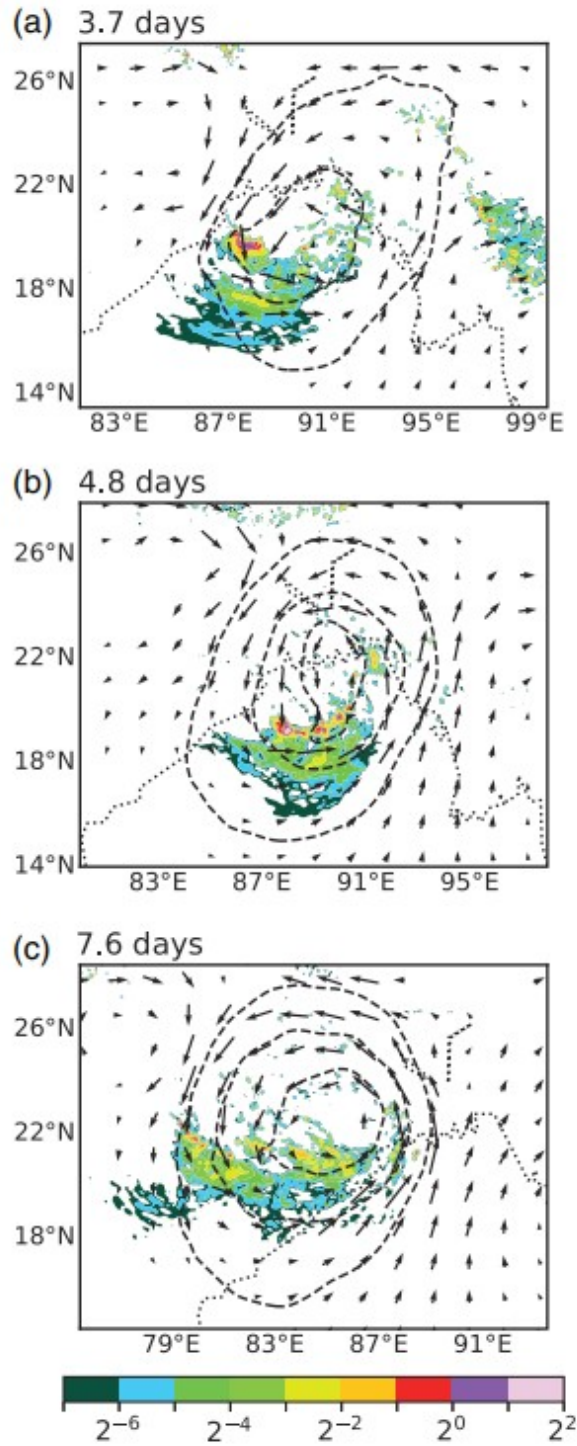 (a) 3.7 days
26°N
22°N
18°N
14°N
83°E 87°E 91°E 95°E 99°E
(b) 4.8 days
26°N
22°N
18°N
14°N
83°E 87°E 91°E 95°E
(c) 7.6 days
26°N
22°N
18°N
79°E 83°E 87°E 91°E
2⁻⁶ 2⁻⁴ 2⁻² 2⁰ 2²